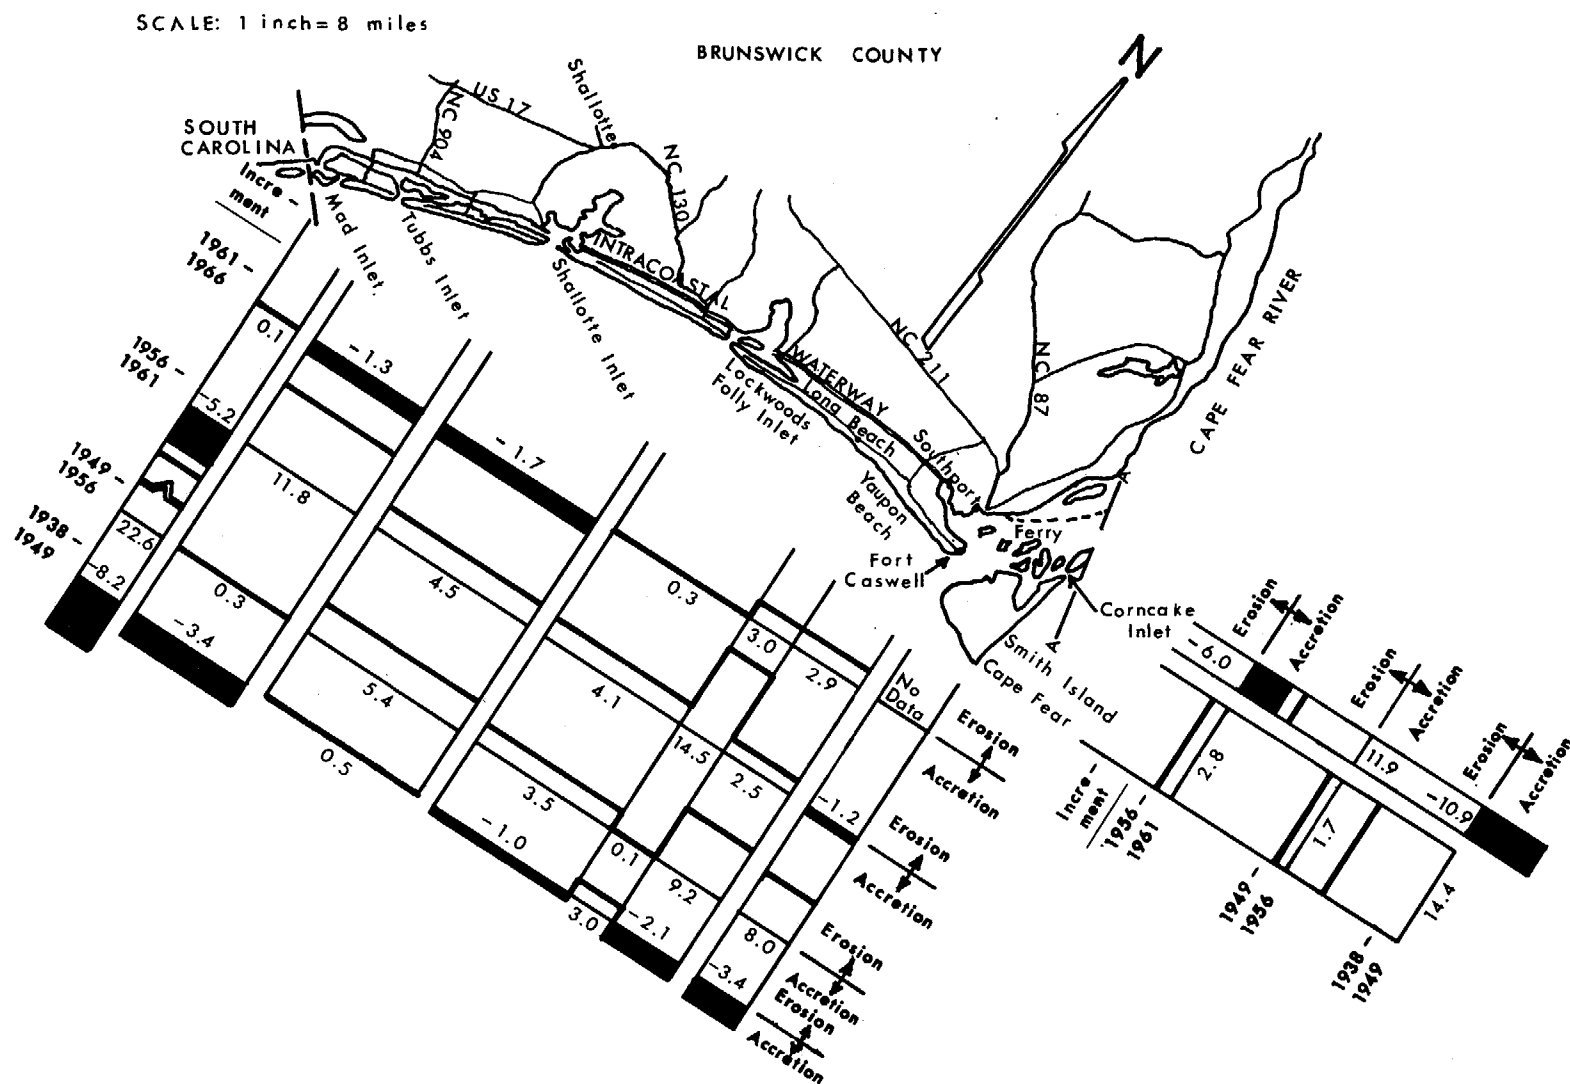 SCALE: 1 inch= 8 miles
BRUNSWICK COUNTY
N
SOUTH
CAROLINA
US 17
NC 904
Shallotte
NC 130
Mad Inlet.
Tubbs Inlet
Shallotte Inlet
INTRACOASTAL
WATERWAY
Lockwoods
Folly Inlet
Long Beach
Yaupon
Beach
NC 211
NC 87
Southport
Fort
Caswell
Ferry
CAPE FEAR RIVER
Corncake
Inlet
Smith Island
Cape Fear
Incre-
ment
1961-
1966
1956-
1961
1949-
1956
1938-
1949
0.1
-5.2
22.6
-8.2
-1.3
11.8
0.3
-3.4
-1.7
4.5
5.4
0.5
0.3
4.1
3.5
-1.0
3.0
14.5
0.1
3.0
2.9
2.5
9.2
-2.1
No
Data
-1.2
8.0
-3.4
Erosion
Accretion
Erosion
Accretion
Erosion
Accretion
Erosion
Accretion
-6.0
11.9
-10.9
Erosion
Accretion
Erosion
Accretion
Erosion
Accretion
Incre-
ment
1956-
1961
1949-
1956
1938-
1949
2.8
1.7
14.4